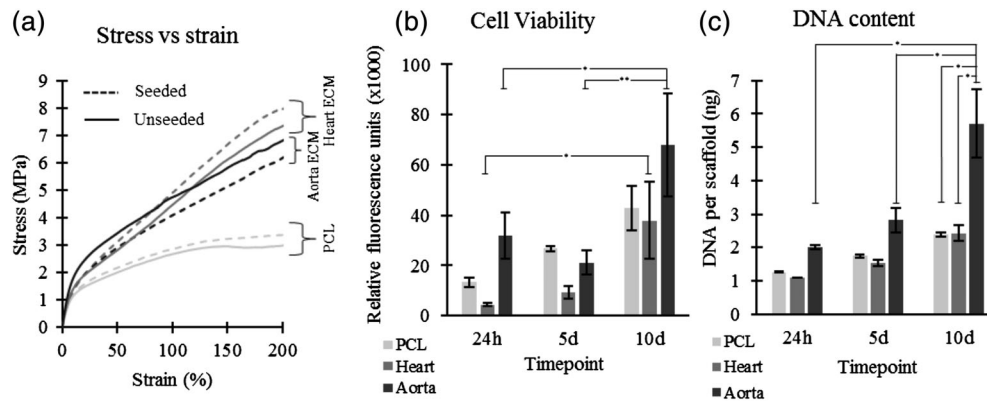 (a)
Stress vs strain
Stress (MPa)
9
8
7
6
5
4
3
2
1
0
0 50 100 150 200
Strain (%)
Seeded
Unseeded
Heart ECM
Aorta ECM
PCL
(b)
Cell Viability
Relative fluorescence units (x1000)
100
80
60
40
20
0
*
**
*
24h 5d 10d
Timepoint
PCL
Heart
Aorta
(c)
DNA content
DNA per scaffold (ng)
7
6
5
4
3
2
1
0
*
*
*
*
24h 5d 10d
Timepoint
PCL
Heart
Aorta